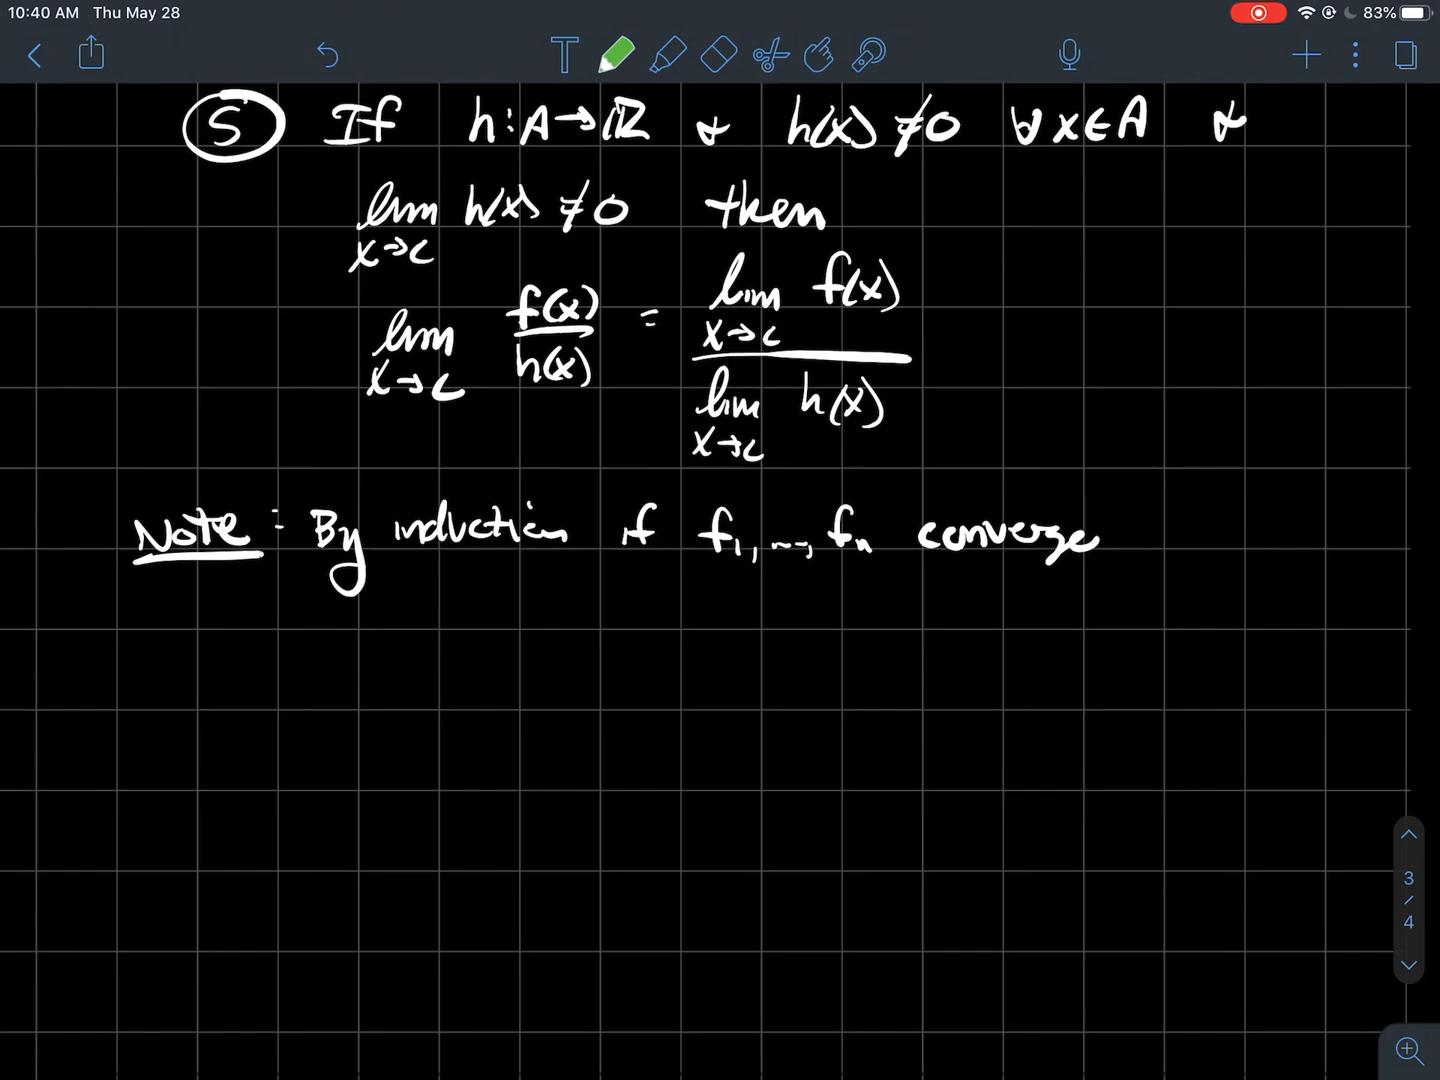 10:40 AM Thu May 28
83%
⑤ If h:A→ℝ & h(x)≠0 ∀x∈A &
lim h(x)≠0 then
x→c
lim f(x)/h(x) = lim f(x) / lim h(x)
x→c x→c x→c
Note: By induction if f₁,...,fₙ converge
3
/
4